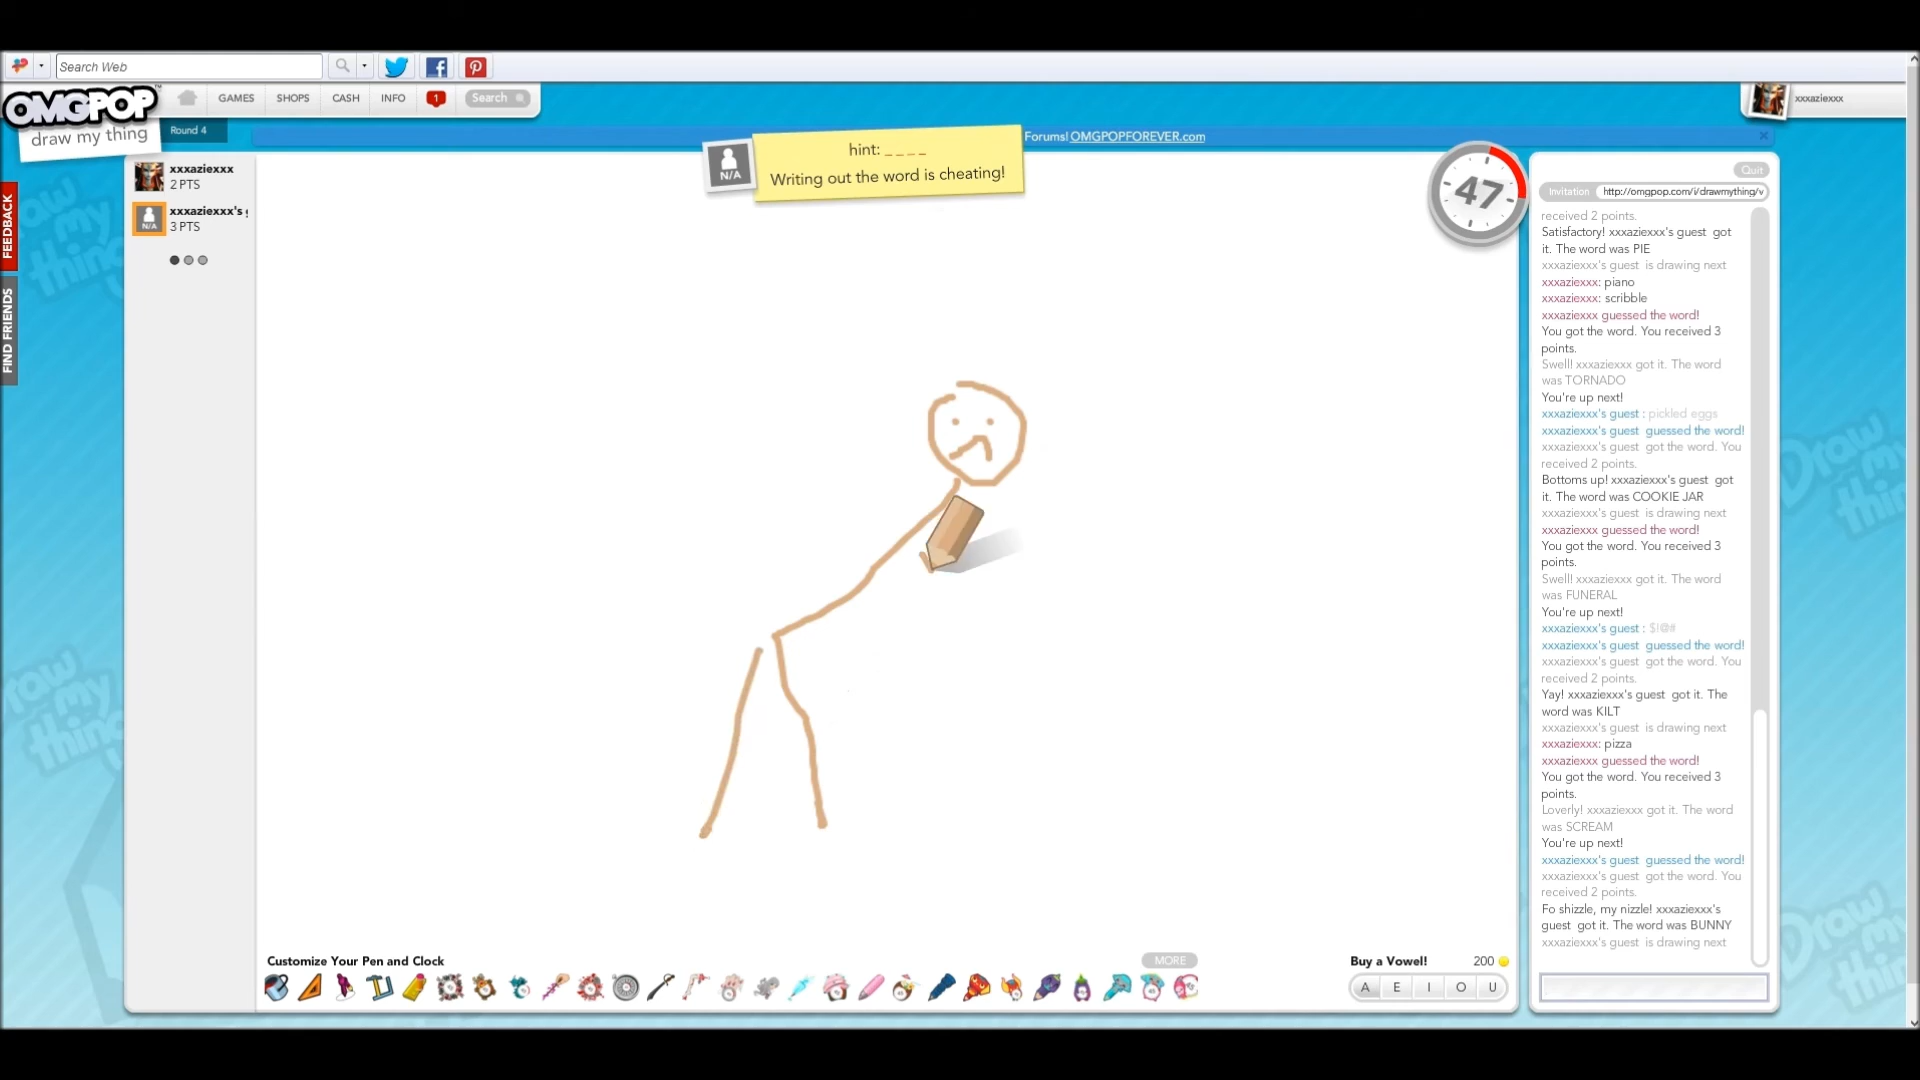 Search Web
OMGPOP
draw my thing
GAMES
SHOPS
CASH
INFO
1
Search
xxxaziexxx
Round 4
Forums! OMGPOPFOREVER.com
FEEDBACK
FIND FRIENDS
xxxaziexxx
2 PTS
N/A
xxxaziexxx's
3 PTS
N/A
hint: _ _ _ _
Writing out the word is cheating!
47
Quit
Invitation
http://omgpop.com/i/drawmything/v
received 2 points.
Satisfactory! xxxaziexxx's guest got
it. The word was PIE
xxxaziexxx's guest is drawing next
xxxaziexxx: piano
xxxaziexxx: scribble
xxxaziexxx guessed the word!
You got the word. You received 3
points.
Swell! xxxaziexxx got it. The word
was TORNADO
You're up next!
xxxaziexxx's guest : pickled eggs
xxxaziexxx's guest guessed the word!
xxxaziexxx's guest got the word. You
received 2 points.
Bottoms up! xxxaziexxx's guest got
it. The word was COOKIE JAR
xxxaziexxx's guest is drawing next
xxxaziexxx guessed the word!
You got the word. You received 3
points.
Swell! xxxaziexxx got it. The word
was FUNERAL
You're up next!
xxxaziexxx's guest : $!@#
xxxaziexxx's guest guessed the word!
xxxaziexxx's guest got the word. You
received 2 points.
Yay! xxxaziexxx's guest got it. The
word was KILT
xxxaziexxx's guest is drawing next
xxxaziexxx: pizza
xxxaziexxx guessed the word!
You got the word. You received 3
points.
Loverly! xxxaziexxx got it. The word
was SCREAM
You're up next!
xxxaziexxx's guest guessed the word!
xxxaziexxx's guest got the word. You
received 2 points.
Fo shizzle, my nizzle! xxxaziexxx's
guest got it. The word was BUNNY
xxxaziexxx's guest is drawing next
Customize Your Pen and Clock
MORE
Buy a Vowel!
200
A E I O U